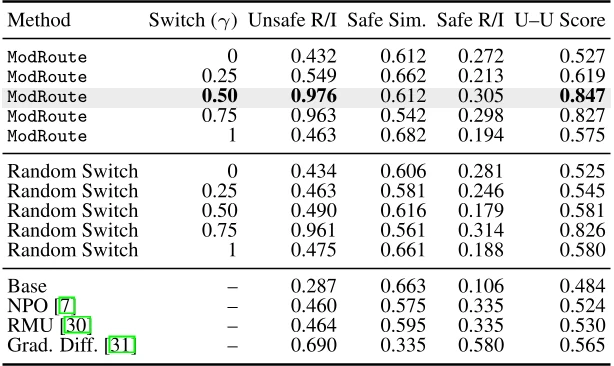 Method Switch (γ) Unsafe R/I Safe Sim. Safe R/I U–U Score
ModRoute 0 0.432 0.612 0.272 0.527
ModRoute 0.25 0.549 0.662 0.213 0.619
ModRoute 0.50 0.976 0.612 0.305 0.847
ModRoute 0.75 0.963 0.542 0.298 0.827
ModRoute 1 0.463 0.682 0.194 0.575
Random Switch 0 0.434 0.606 0.281 0.525
Random Switch 0.25 0.463 0.581 0.246 0.545
Random Switch 0.50 0.490 0.616 0.179 0.581
Random Switch 0.75 0.961 0.561 0.314 0.826
Random Switch 1 0.475 0.661 0.188 0.580
Base – 0.287 0.663 0.106 0.484
NPO [7] – 0.460 0.575 0.335 0.524
RMU [30] – 0.464 0.595 0.335 0.530
Grad. Diff. [31] – 0.690 0.335 0.580 0.565